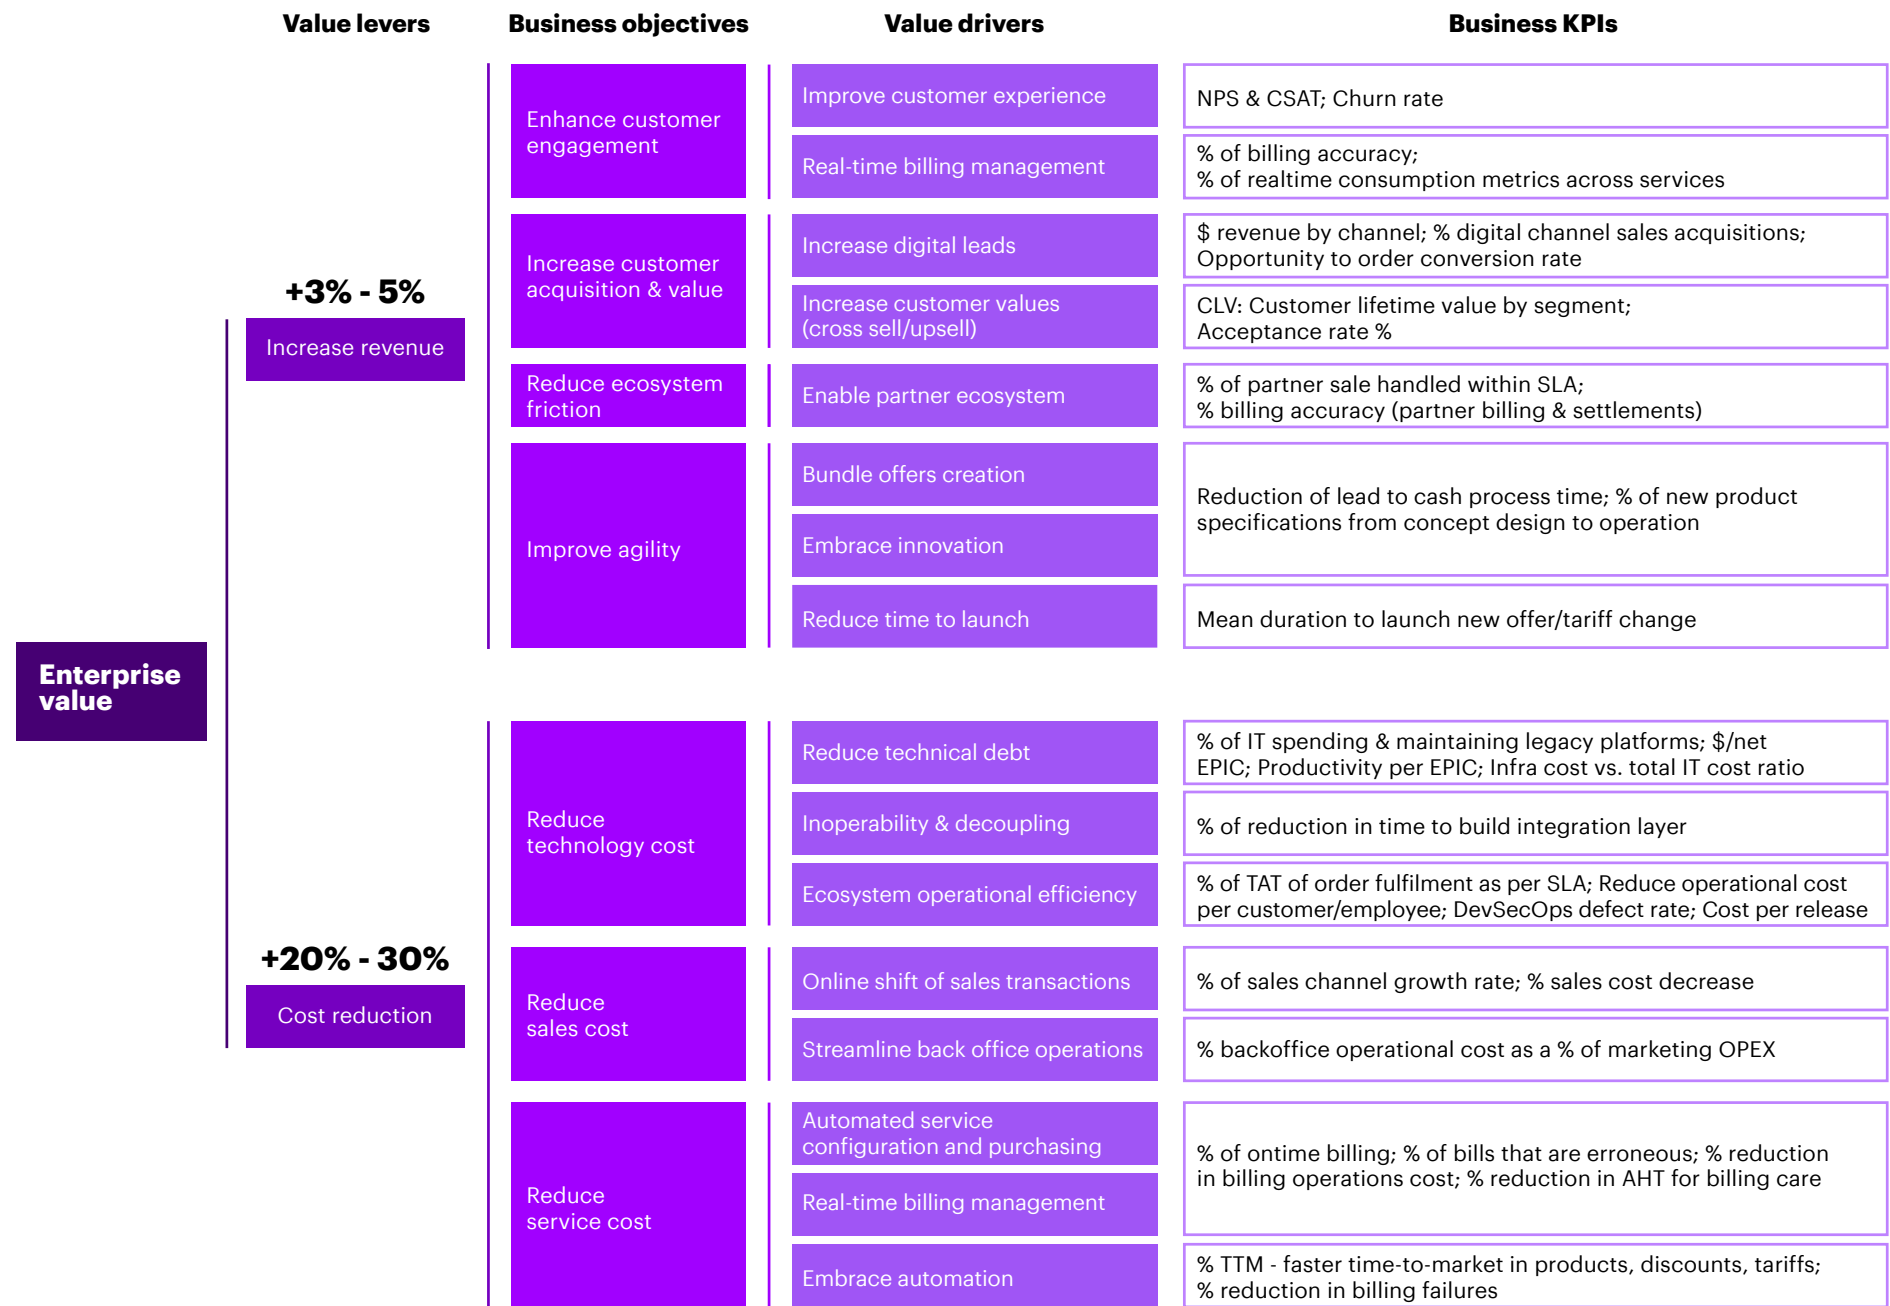 Value levers
Business objectives
Value drivers
Business KPIs
Enterprise
value
+3% - 5%
Increase revenue
Enhance customer
engagement
Improve customer experience
NPS & CSAT; Churn rate
Real-time billing management
% of billing accuracy;
% of realtime consumption metrics across services
Increase customer
acquisition & value
Increase digital leads
$ revenue by channel; % digital channel sales acquisitions;
Opportunity to order conversion rate
Increase customer values
(cross sell/upsell)
CLV: Customer lifetime value by segment;
Acceptance rate %
Reduce ecosystem
friction
Enable partner ecosystem
% of partner sale handled within SLA;
% billing accuracy (partner billing & settlements)
Improve agility
Bundle offers creation
Embrace innovation
Reduction of lead to cash process time; % of new product
specifications from concept design to operation
Reduce time to launch
Mean duration to launch new offer/tariff change
+20% - 30%
Cost reduction
Reduce
technology cost
Reduce technical debt
% of IT spending & maintaining legacy platforms; $/net
EPIC; Productivity per EPIC; Infra cost vs. total IT cost ratio
Inoperability & decoupling
% of reduction in time to build integration layer
Ecosystem operational efficiency
% of TAT of order fulfilment as per SLA; Reduce operational cost
per customer/employee; DevSecOps defect rate; Cost per release
Reduce
sales cost
Online shift of sales transactions
% of sales channel growth rate; % sales cost decrease
Streamline back office operations
% backoffice operational cost as a % of marketing OPEX
Reduce
service cost
Automated service
configuration and purchasing
Real-time billing management
% of ontime billing; % of bills that are erroneous; % reduction
in billing operations cost; % reduction in AHT for billing care
Embrace automation
% TTM - faster time-to-market in products, discounts, tariffs;
% reduction in billing failures